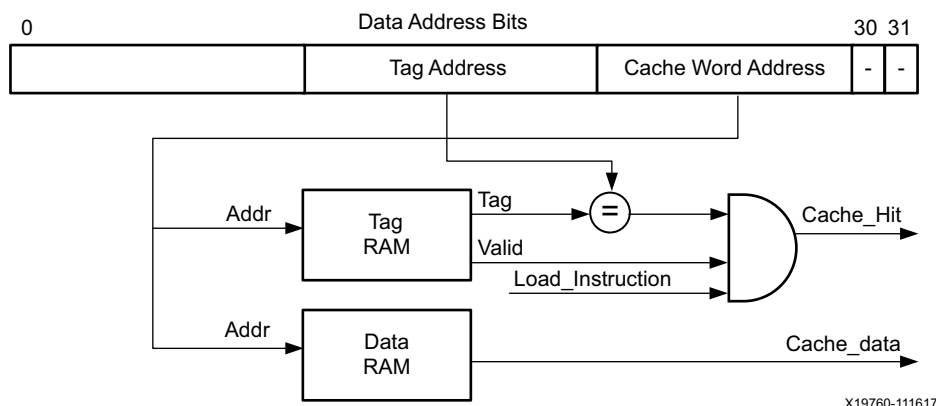 0 Data Address Bits 30 31
Tag Address Cache Word Address - -
Addr Tag RAM Tag = Cache_Hit
Valid
Load_Instruction
Addr Data RAM Cache_data
X19760-111617